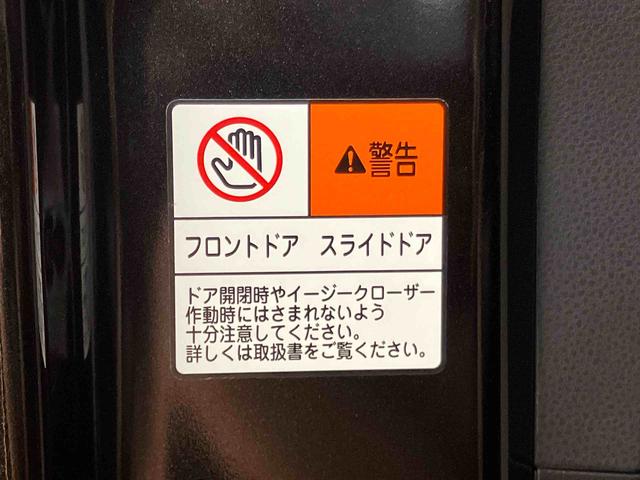 警告
フロントドア スライドドア
ドア開閉時やイージークローザー
作動時にはさまれないよう
十分注意してください。
詳しくは取扱書をご覧ください。